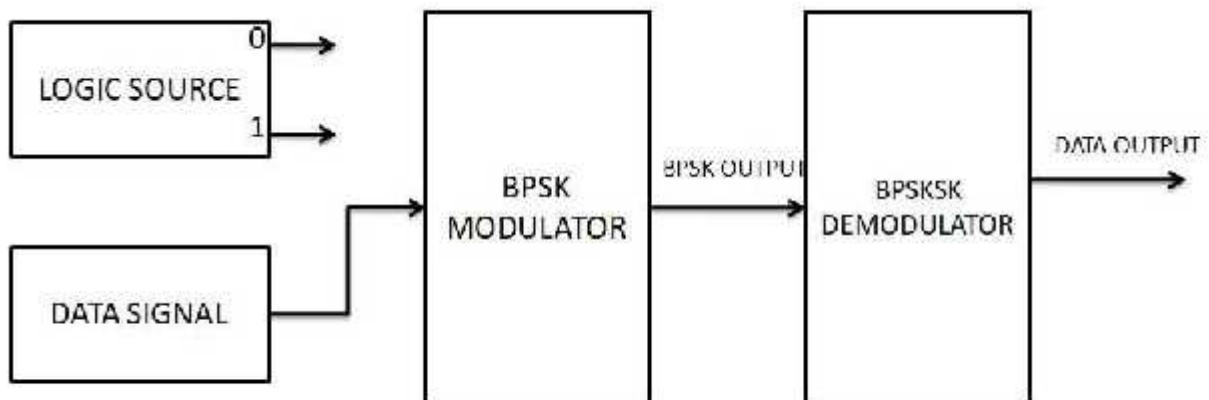 0
LOGIC SOURCE
1
DATA SIGNAL
BPSK
MODULATOR
BPSK OUTPUT
BPSKSK
DEMODULATOR
DATA OUTPUT